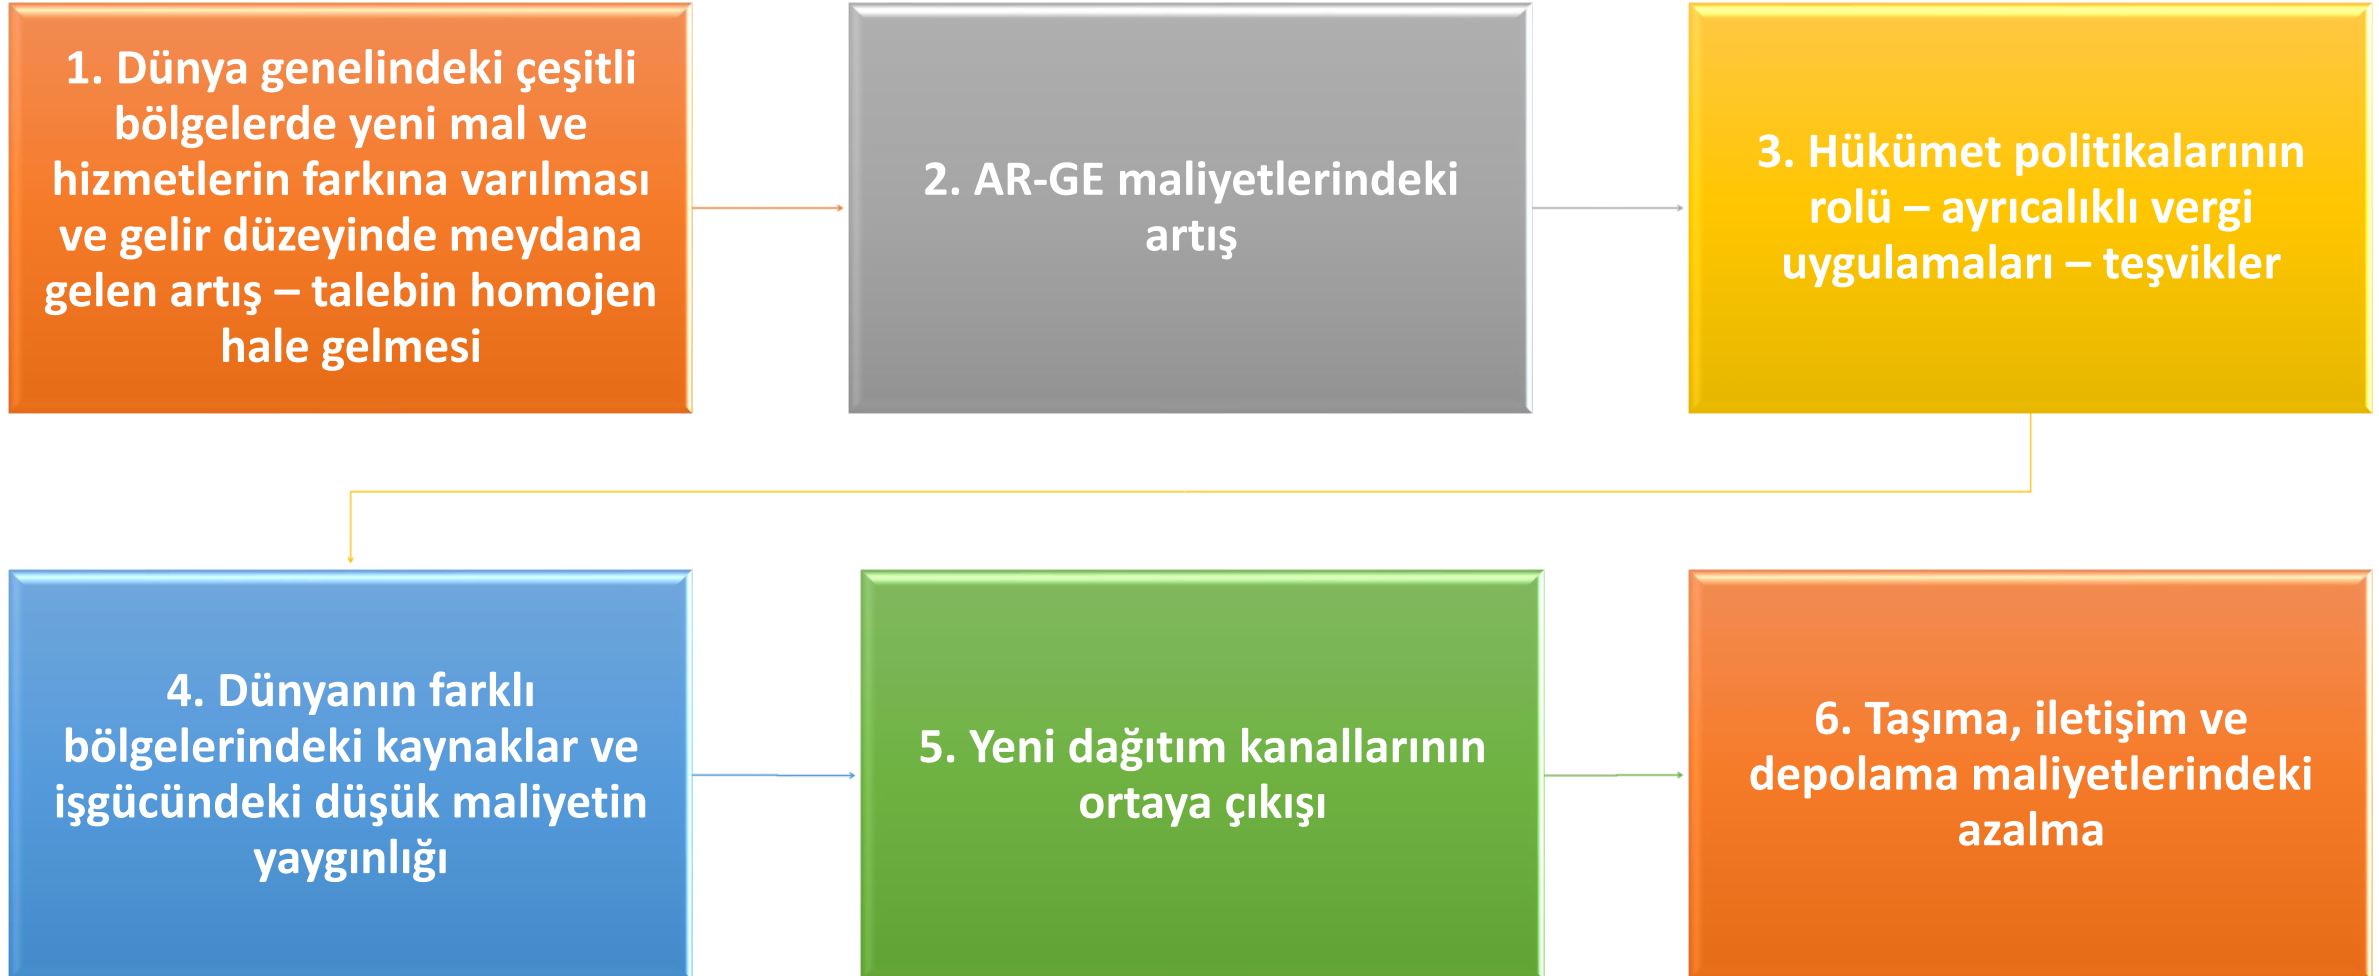 1. Dünya genelindeki çeşitli
bölgelerde yeni mal ve
hizmetlerin farkına varılması
ve gelir düzeyinde meydana
gelen artış – talebin homojen
hale gelmesi
2. AR-GE maliyetlerindeki
artış
3. Hükümet politikalarının
rolü – ayrıcalıklı vergi
uygulamaları – teşvikler
4. Dünyanın farklı
bölgelerindeki kaynaklar ve
işgücündeki düşük maliyetin
yaygınlığı
5. Yeni dağıtım kanallarının
ortaya çıkışı
6. Taşıma, iletişim ve
depolama maliyetlerindeki
azalma